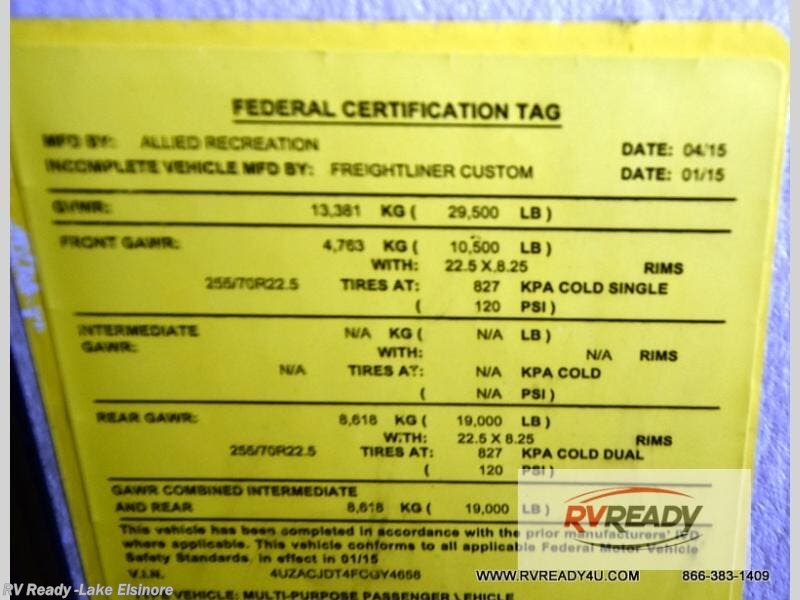 FEDERAL CERTIFICATION TAG
MFD BY: ALLIED RECREATION DATE: 04/15
INCOMPLETE VEHICLE MFD BY: FREIGHTLINER CUSTOM DATE: 01/15
GVWR: 13,381 KG ( 29,500 LB )
FRONT GAWR: 4,763 KG ( 10,500 LB )
WITH: 22.5 X 8.25 RIMS
255/70R22.5 TIRES AT: 827 KPA COLD SINGLE
( 120 PSI )
INTERMEDIATE N/A KG ( N/A LB )
GAWR: WITH: N/A RIMS
N/A TIRES AT: N/A KPA COLD
( N/A PSI )
REAR GAWR: 8,618 KG ( 19,000 LB )
WITH: 22.5 X 8.25 RIMS
255/70R22.5 TIRES AT: 827 KPA COLD DUAL
( 120 PSI )
GAWR COMBINED INTERMEDIATE
AND REAR 8,618 KG ( 19,000 LB )
RVREADY
This vehicle has been completed in accordance with the prior manufacturers' IFD
where applicable. This vehicle conforms to all applicable Federal Motor Vehicle
Safety Standards, in effect in 01/15
V.I.N. 4UZACJDT4FCGY4656
VEHICLE: MULTI-PURPOSE PASSENGER VEHICLE
RV Ready -Lake Elsinore
WWW.RVREADY4U.COM 866-383-1409